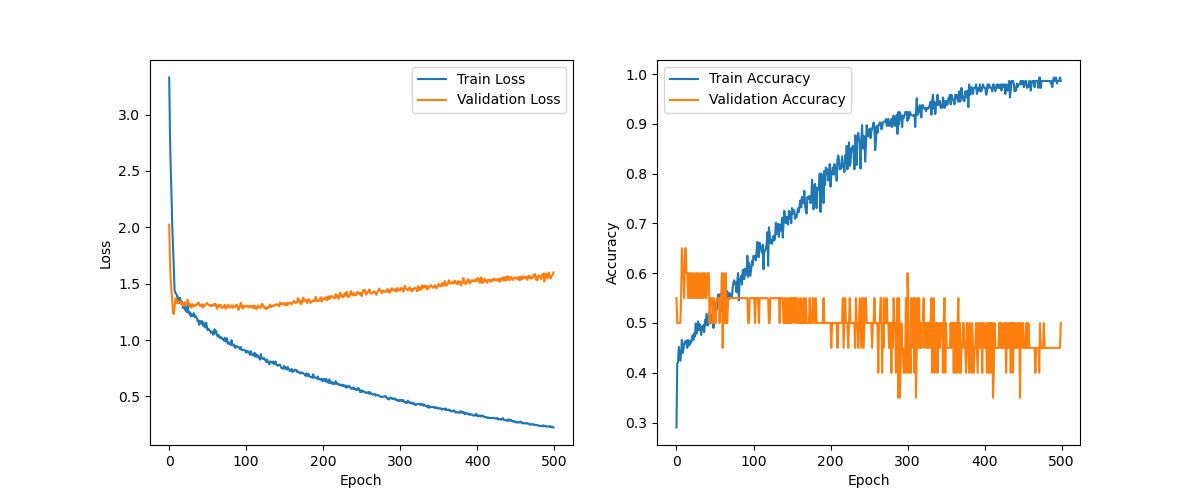 Train Loss
Validation Loss
3.0
2.5
2.0
1.5
1.0
0.5
Loss
0 100 200 300 400 500
Epoch
Train Accuracy
Validation Accuracy
1.0
0.9
0.8
0.7
0.6
0.5
0.4
0.3
Accuracy
0 100 200 300 400 500
Epoch